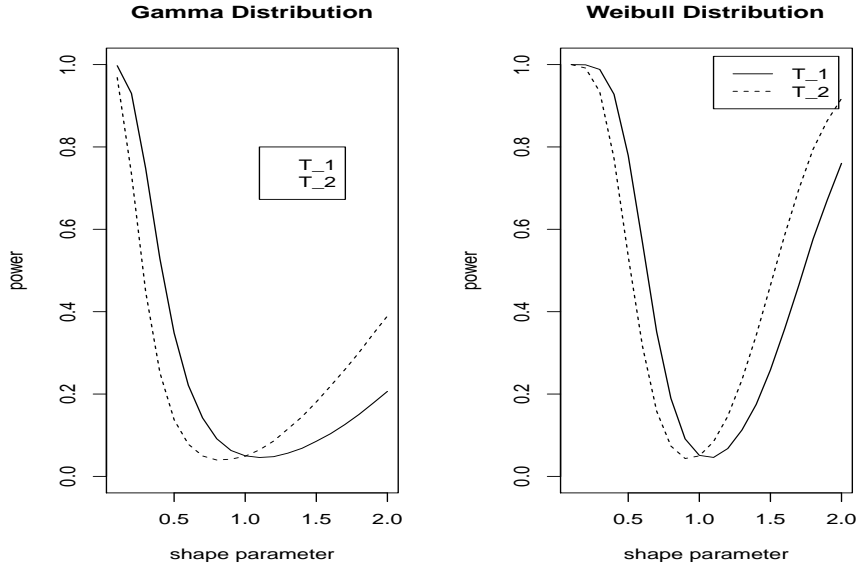 Gamma Distribution
power
0.0 0.2 0.4 0.6 0.8 1.0
T_1
T_2
0.5 1.0 1.5 2.0
shape parameter
Weibull Distribution
power
0.0 0.2 0.4 0.6 0.8 1.0
T_1
T_2
0.5 1.0 1.5 2.0
shape parameter